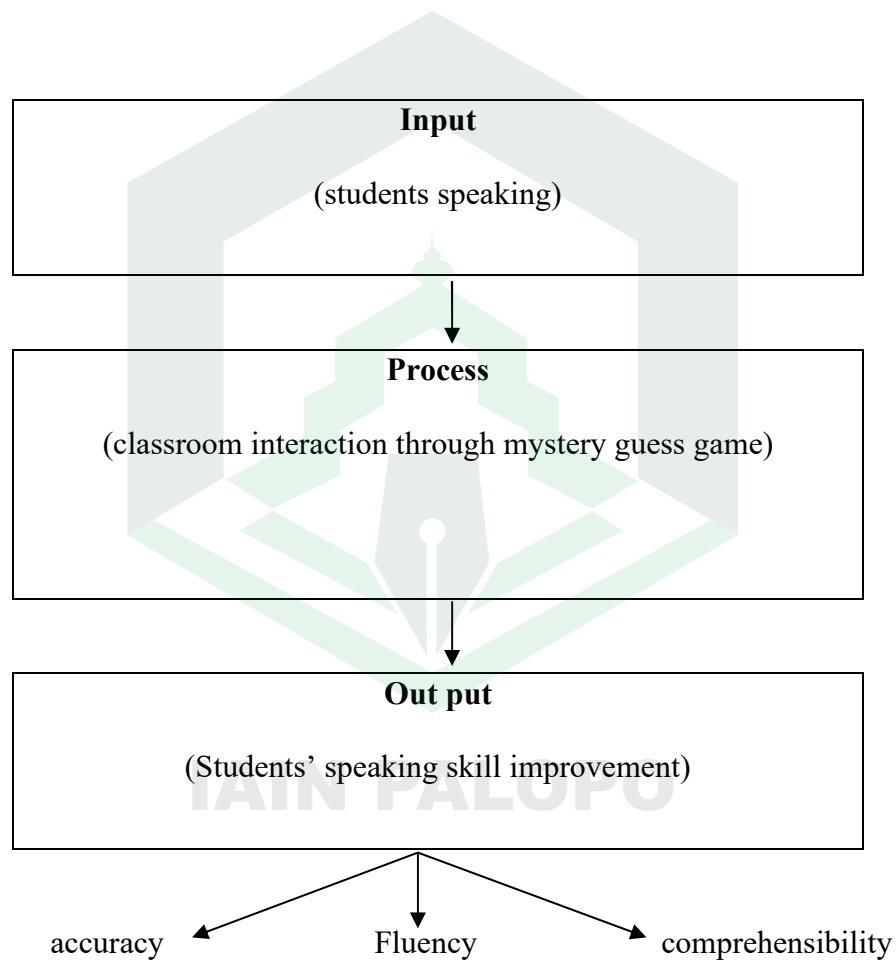 Input
(students speaking)
Process
(classroom interaction through mystery guess game)
Out put
(Students’ speaking skill improvement)
IAIN PALOPO
accuracy Fluency comprehensibility